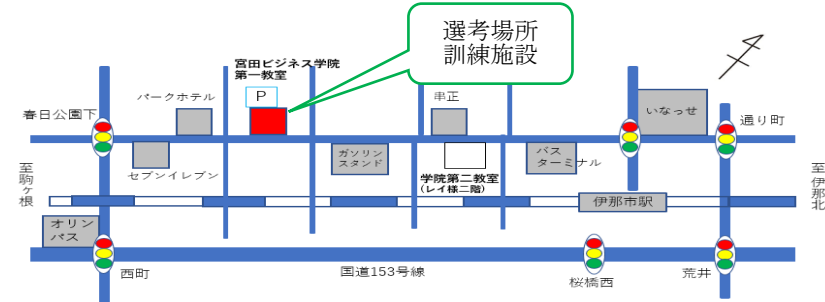 選考場所
訓練施設
宮田ビジネス学院
第一教室
P
パークホテル
串正
いなっせ
春日公園下
通り町
セブンイレブン
ガソリン
スタンド
学院第二教室
(レイ様二階)
バス
ターミナル
至駒ヶ根
至伊那北
伊那市駅
オリン
パス
西町
国道153号線
桜橋西
荒井